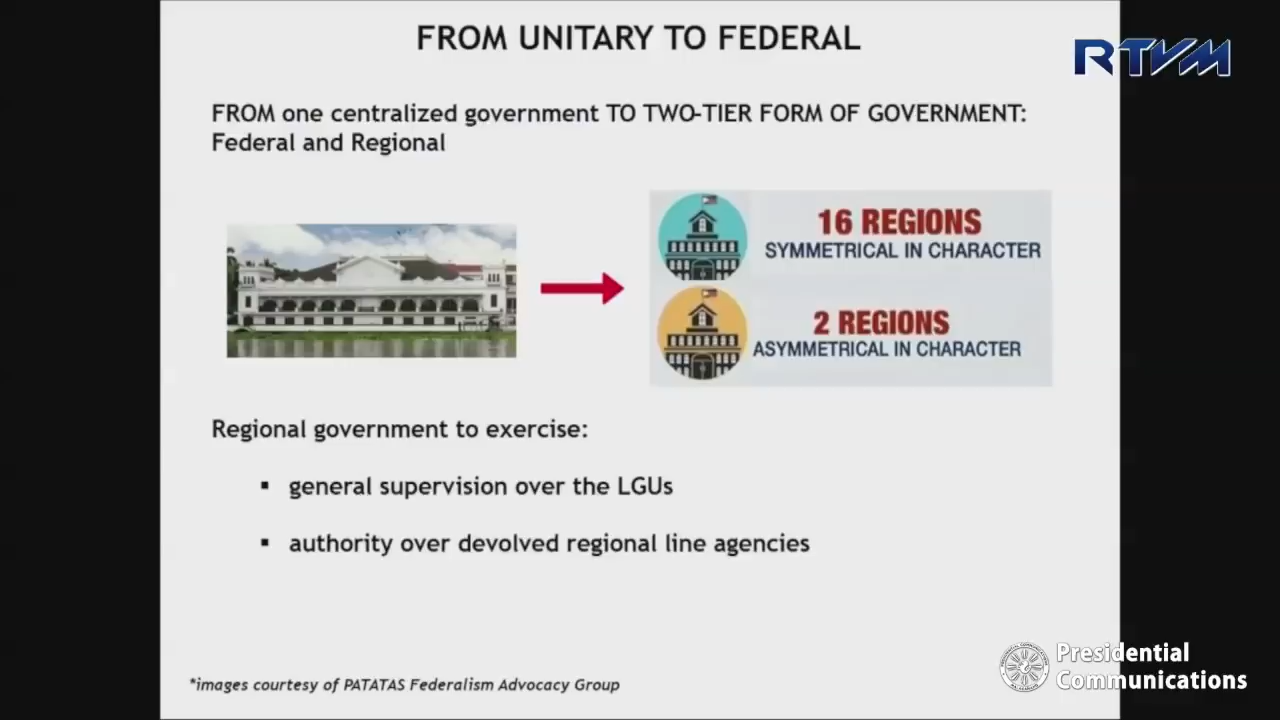 FROM UNITARY TO FEDERAL
RTVM
FROM one centralized government TO TWO-TIER FORM OF GOVERNMENT:
Federal and Regional
16 REGIONS
SYMMETRICAL IN CHARACTER
2 REGIONS
ASYMMETRICAL IN CHARACTER
Regional government to exercise:
▪ general supervision over the LGUs
▪ authority over devolved regional line agencies
*images courtesy of PATATAS Federalism Advocacy Group
Presidential
Communications